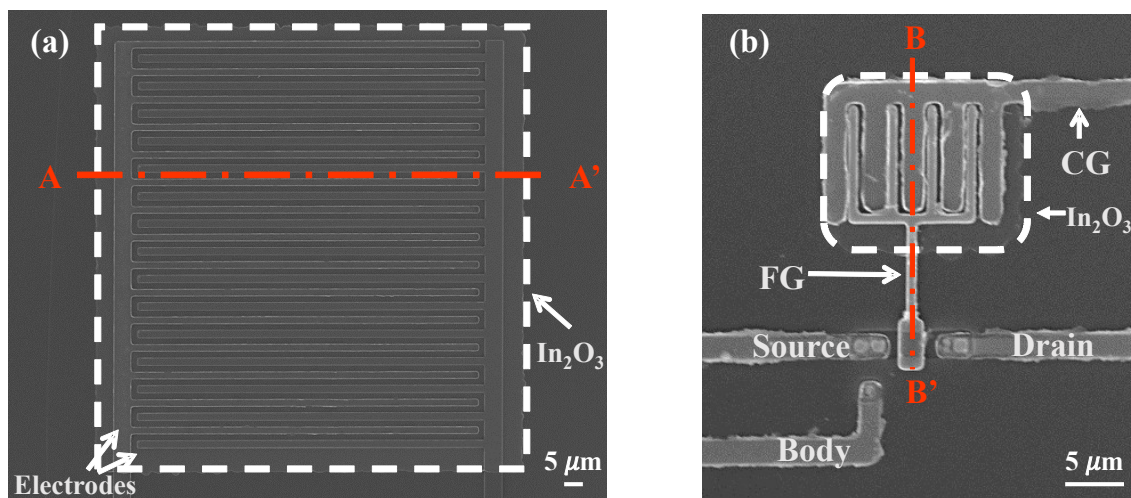 (a)
A
A’
In₂O₃
Electrodes
5 μm
(b)
B
CG
In₂O₃
FG
Source
Drain
B’
Body
5 μm